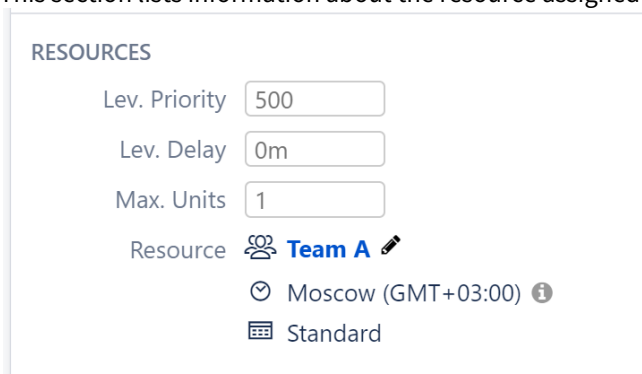 This section lists information about the resource assigned
RESOURCES
Lev. Priority 500
Lev. Delay 0m
Max. Units 1
Resource Team A
Moscow (GMT+03:00)
Standard